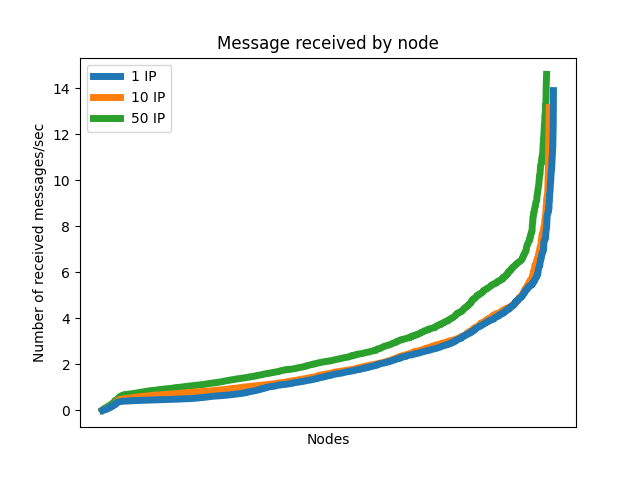 Message received by node
1 IP
10 IP
50 IP
14
12
10
8
6
4
2
0
Number of received messages/sec
Nodes